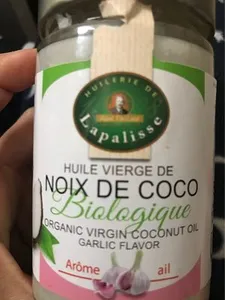 HUILERIE DE
Lapalisse
HUILE VIERGE DE
NOIX DE COCO
Biologique
ORGANIC VIRGIN COCONUT OIL
GARLIC FLAVOR
Arôme ail